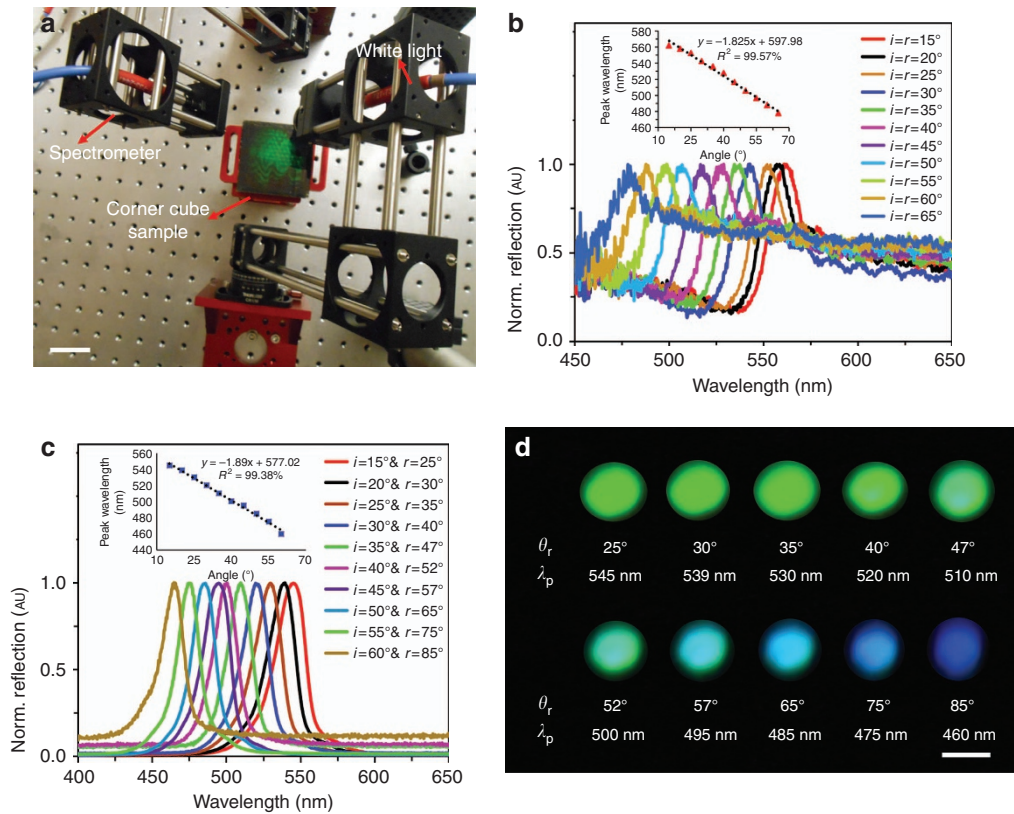 a
White light
Spectrometer
Corner cube
sample
b
Norm. reflection (AU)
1.0
0.5
0.0
450 500 550 600 650
Wavelength (nm)
Peak wavelength
(nm)
580
560
540
520
500
480
460
5 25 45 65
Angle (°)
y = −1.825x + 597.98
R² = 99.57%
i=r=15°
i=r=20°
i=r=25°
i=r=30°
i=r=35°
i=r=40°
i=r=45°
i=r=50°
i=r=55°
i=r=60°
i=r=65°
c
Norm. reflection (AU)
1.0
0.5
0.0
400 450 500 550 600 650
Wavelength (nm)
Peak wavelength
(nm)
560
540
520
500
480
460
440
10 25 40 55 70
Angle (°)
y = −1.89x + 577.02
R² = 99.38%
i=15°& r=25°
i=20°& r=30°
i=25°& r=35°
i=30°& r=40°
i=35°& r=47°
i=40°& r=52°
i=45°& r=57°
i=50°& r=65°
i=55°& r=75°
i=60°& r=85°
d
θr 25° 30° 35° 40° 47°
λp 545 nm 539 nm 530 nm 520 nm 510 nm
θr 52° 57° 65° 75° 85°
λp 500 nm 495 nm 485 nm 475 nm 460 nm